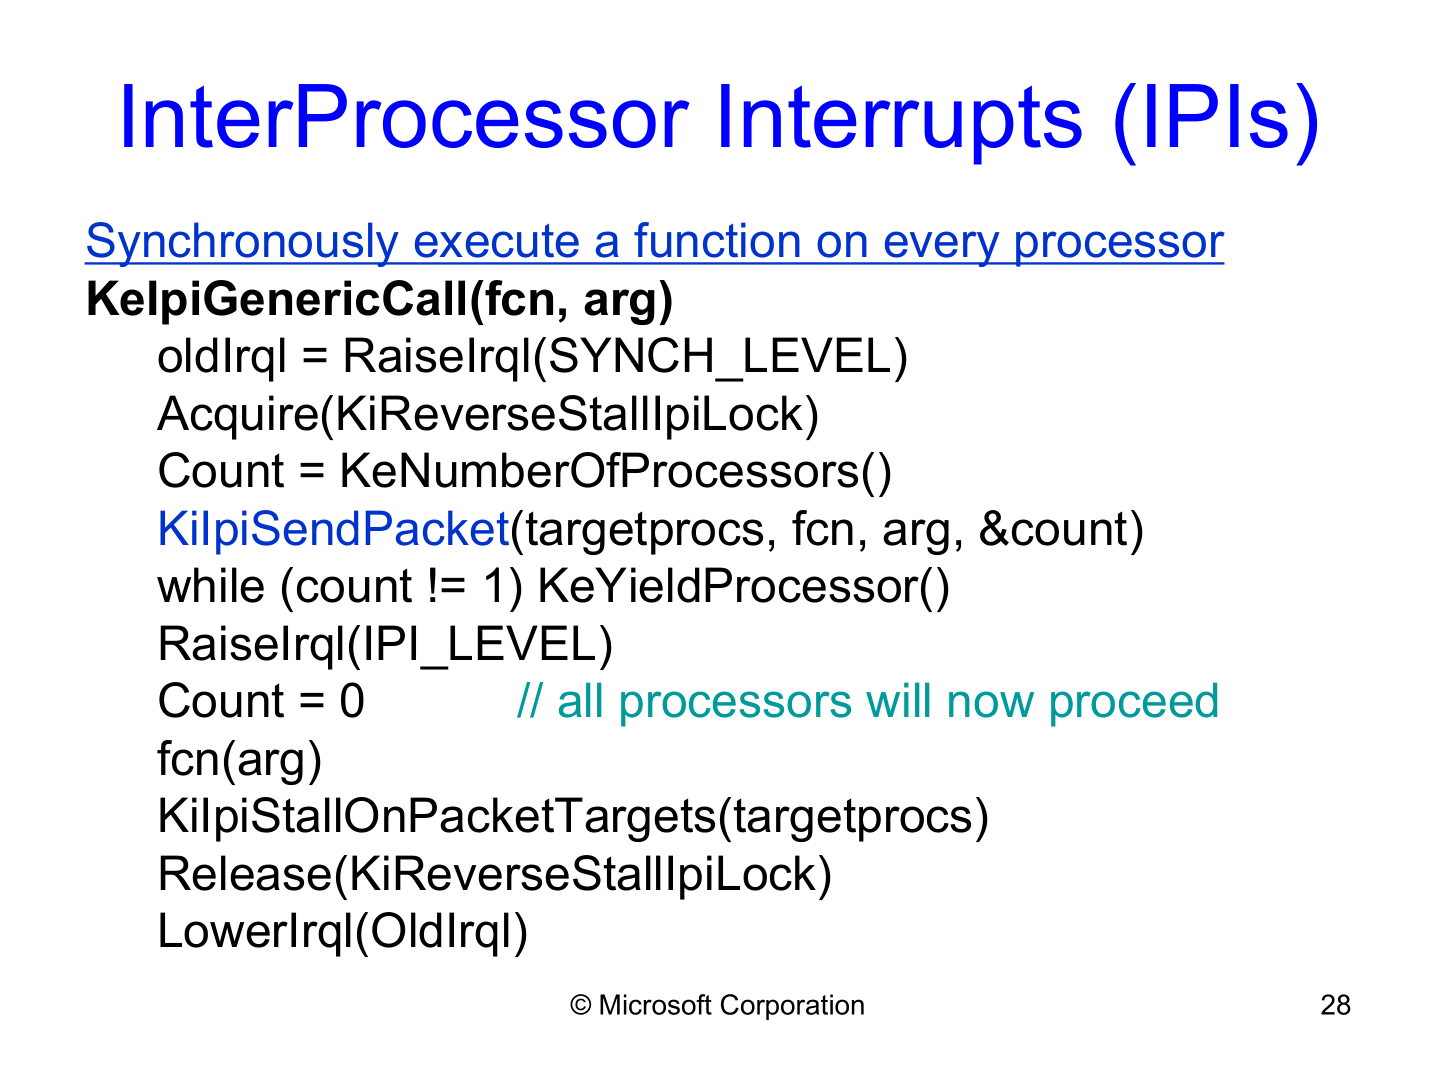 InterProcessor Interrupts (IPIs)
Synchronously execute a function on every processor
KeIpiGenericCall(fcn, arg)
oldIrql = RaiseIrql(SYNCH_LEVEL)
Acquire(KiReverseStallIpiLock)
Count = KeNumberOfProcessors()
KiIpiSendPacket(targetprocs, fcn, arg, &count)
while (count != 1) KeYieldProcessor()
RaiseIrql(IPI_LEVEL)
Count = 0 // all processors will now proceed
fcn(arg)
KiIpiStallOnPacketTargets(targetprocs)
Release(KiReverseStallIpiLock)
LowerIrql(OldIrql)
© Microsoft Corporation 28